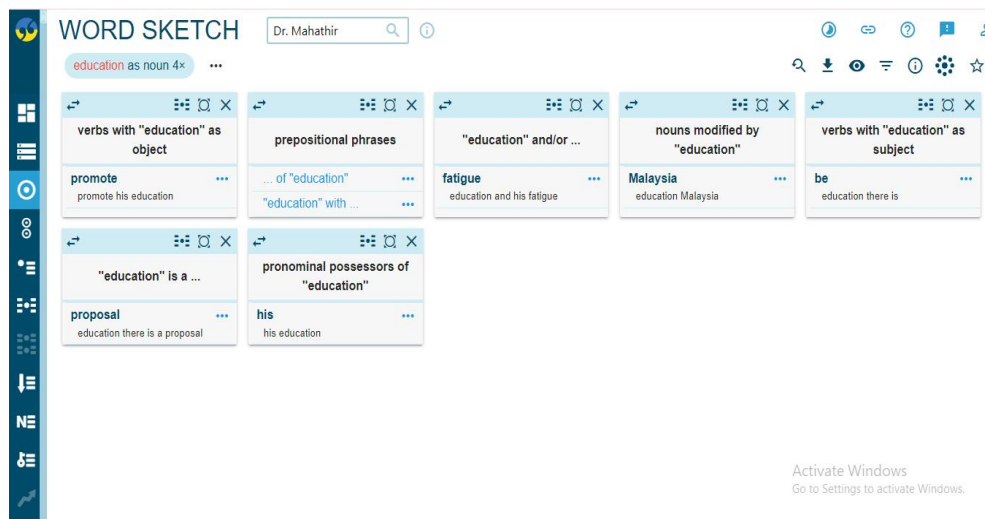 WORD SKETCH
Dr. Mahathir
education as noun 4×
verbs with "education" as
object
promote
promote his education
prepositional phrases
... of "education"
"education" with ...
"education" and/or ...
fatigue
education and his fatigue
nouns modified by
"education"
Malaysia
education Malaysia
verbs with "education" as
subject
be
education there is
"education" is a ...
proposal
education there is a proposal
pronominal possessors of
"education"
his
his education
Activate Windows
Go to Settings to activate Windows.